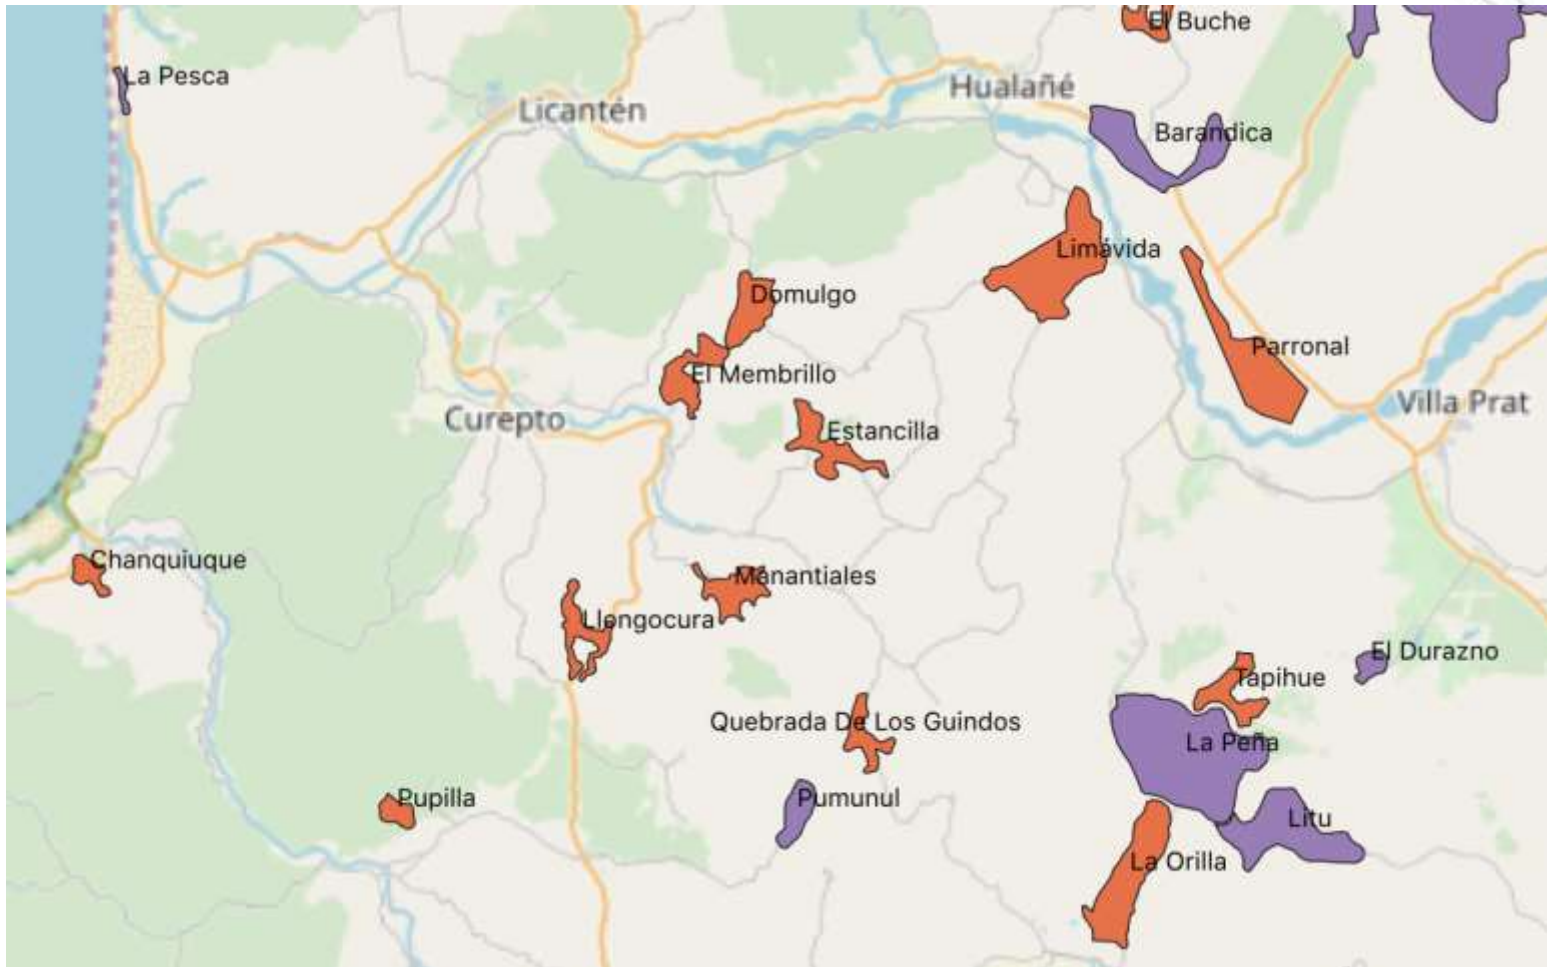 El Buche
La Pesca
Hualañé
Licantén
Barandica
Limávida
Domulgo
Parronal
El Membrillo
Villa Prat
Curepto
Estancilla
Chanquiuque
Manantiales
Llongocura
El Durazno
Tapihue
Quebrada De Los Guindos
La Peña
Pupilla
Pumunul
Litu
La Orilla